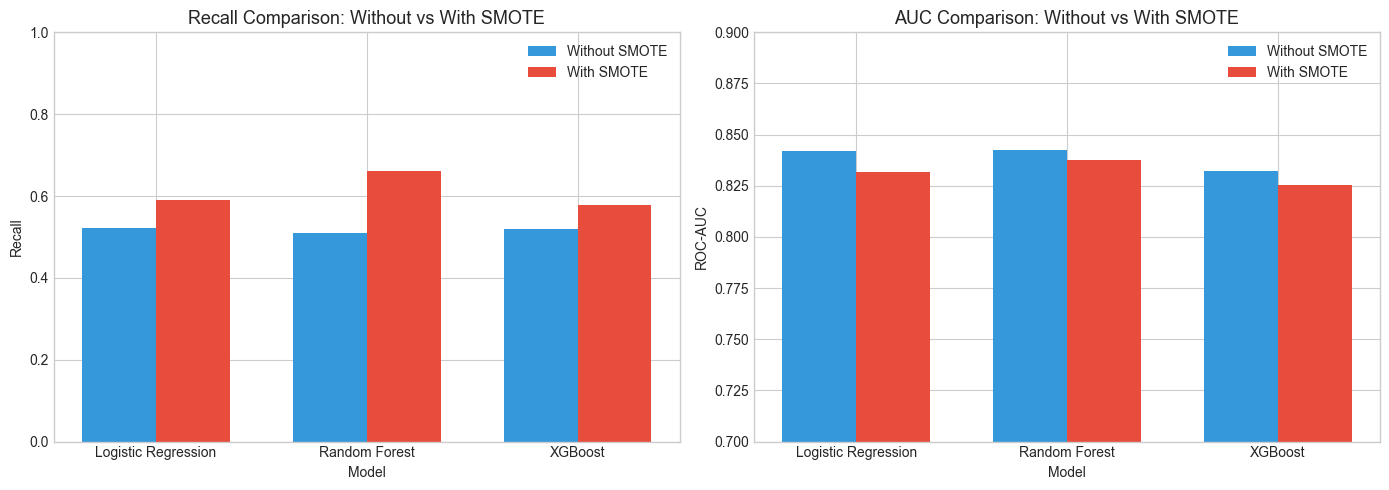 Recall Comparison: Without vs With SMOTE
1.0
0.8
0.6
0.4
0.2
0.0
Recall
Without SMOTE
With SMOTE
Logistic Regression
Random Forest
XGBoost
Model
AUC Comparison: Without vs With SMOTE
0.900
0.875
0.850
0.825
0.800
0.775
0.750
0.725
0.700
ROC-AUC
Without SMOTE
With SMOTE
Logistic Regression
Random Forest
XGBoost
Model